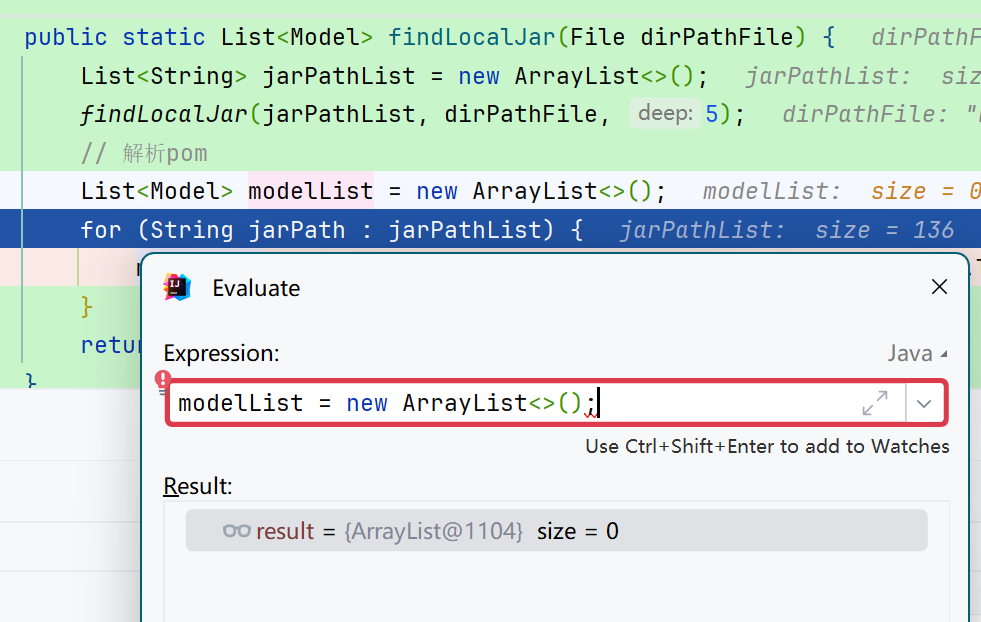 public static List<Model> findLocalJar(File dirPathFile) {   dirPathF
List<String> jarPathList = new ArrayList<>();   jarPathList:  siz
findLocalJar(jarPathList, dirPathFile,  deep: 5);   dirPathFile: "
// 解析pom
List<Model> modelList = new ArrayList<>();   modelList:  size = 0
for (String jarPath : jarPathList) {   jarPathList:  size = 136
}
retur
}
Evaluate
Expression:
Java
modelList = new ArrayList<>();
Use Ctrl+Shift+Enter to add to Watches
Result:
result = {ArrayList@1104}  size = 0